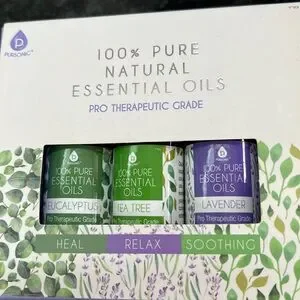 PURSONIC
100% PURE
NATURAL
ESSENTIAL OILS
PRO THERAPEUTIC GRADE
100% PURE
ESSENTIAL
OILS
EUCALYPTUS
Pro Therapeutic Grade
100% PURE
ESSENTIAL
OILS
TEA TREE
Pro Therapeutic Grade
100% PURE
ESSENTIAL
OILS
LAVENDER
Pro Therapeutic Grade
HEAL RELAX SOOTHING